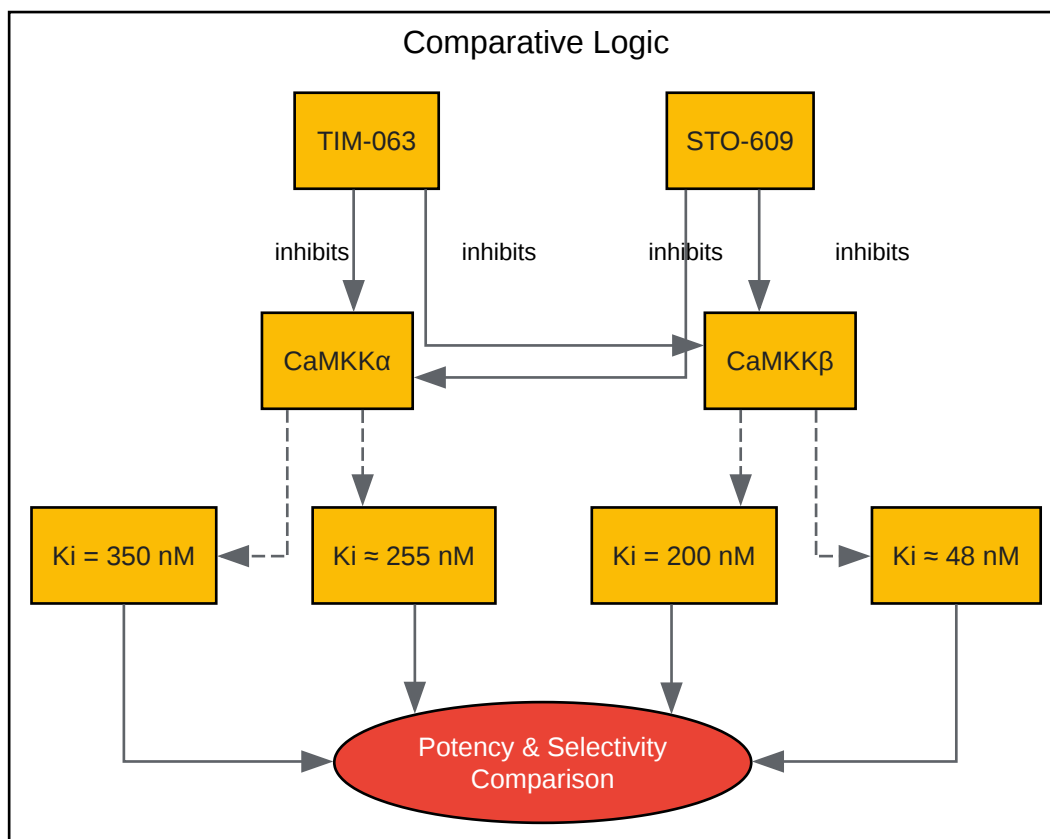 Comparative Logic
TIM-063
STO-609
inhibits
inhibits
inhibits
inhibits
CaMKKα
CaMKKβ
Ki = 350 nM
Ki ≈ 255 nM
Ki = 200 nM
Ki ≈ 48 nM
Potency & Selectivity
Comparison